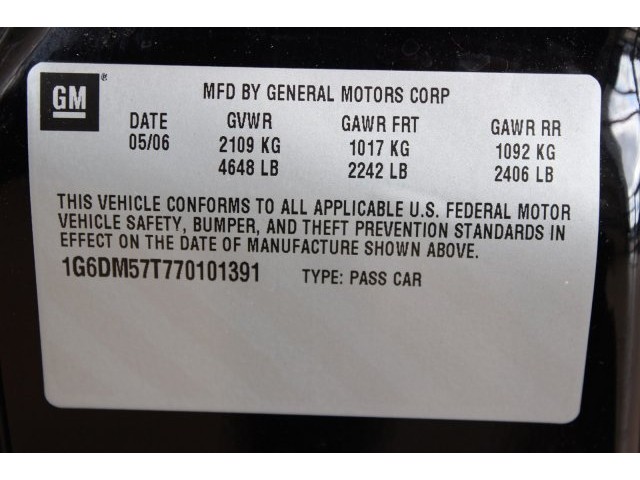 GM ®
MFD BY GENERAL MOTORS CORP
DATE GVWR GAWR FRT GAWR RR
05/06 2109 KG 1017 KG 1092 KG
4648 LB 2242 LB 2406 LB
THIS VEHICLE CONFORMS TO ALL APPLICABLE U.S. FEDERAL MOTOR
VEHICLE SAFETY, BUMPER, AND THEFT PREVENTION STANDARDS IN
EFFECT ON THE DATE OF MANUFACTURE SHOWN ABOVE.
1G6DM57T770101391 TYPE: PASS CAR